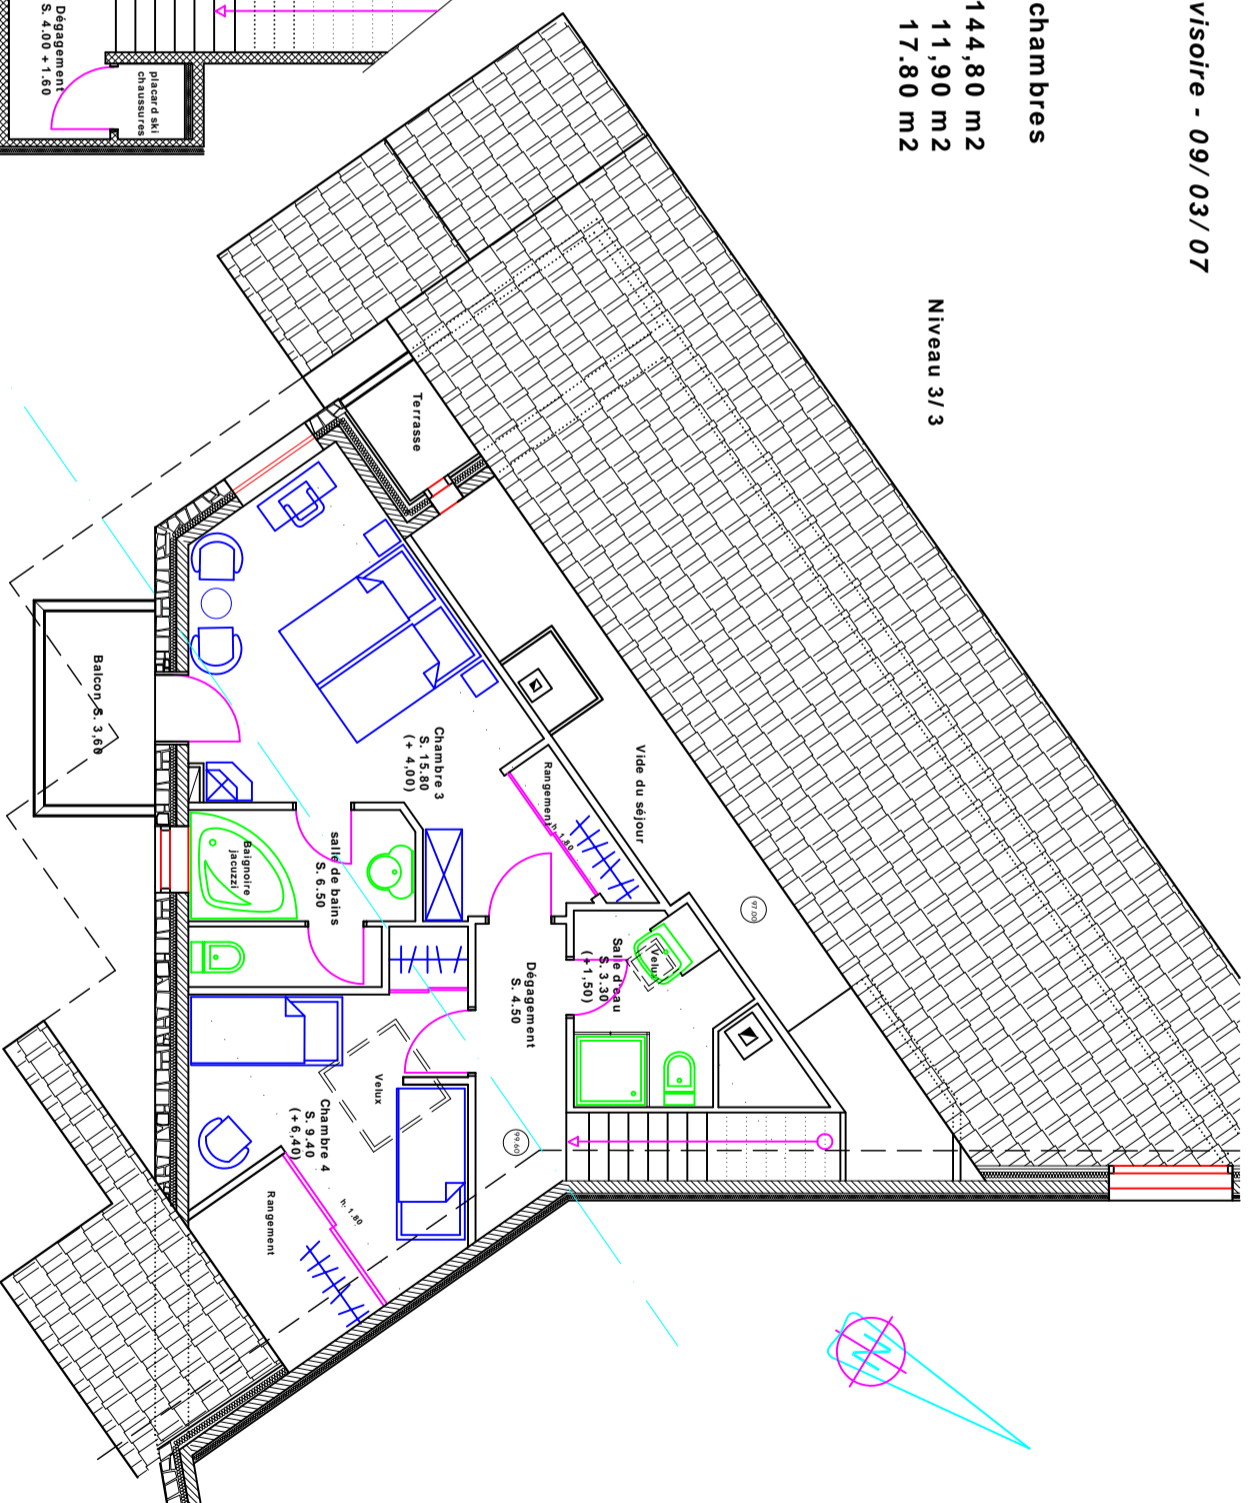 visoire - 09/03/07
chambres
144,80 m2
11,90 m2
17.80 m2
Niveau 3/3
Dégagement
S. 4.00 + 1.60
placard ski
chaussures
Terrasse
Balcon S. 3,60
Chambre 3
S. 15.80
(+ 4,00)
Rangement
h. 1,80
Vide du séjour
97.00
salle de bains
S. 6.50
Baignoire
jacuzzi
Salle d'eau
S. 3.30
(+1,50)
Velux
Dégagement
S. 4.50
99.60
Velux
Chambre 4
S. 9.40
(+ 6,40)
h. 1,80
Rangement
N